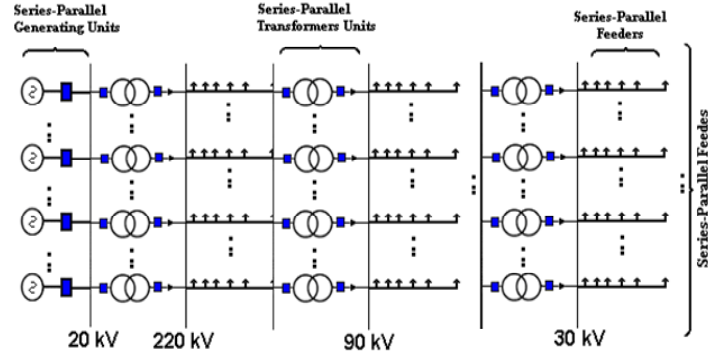 Series-Parallel
Generating Units
Series-Parallel
Transformers Units
Series-Parallel
Feeders
Series-Parallel Feedes
20 kV
220 kV
90 kV
30 kV